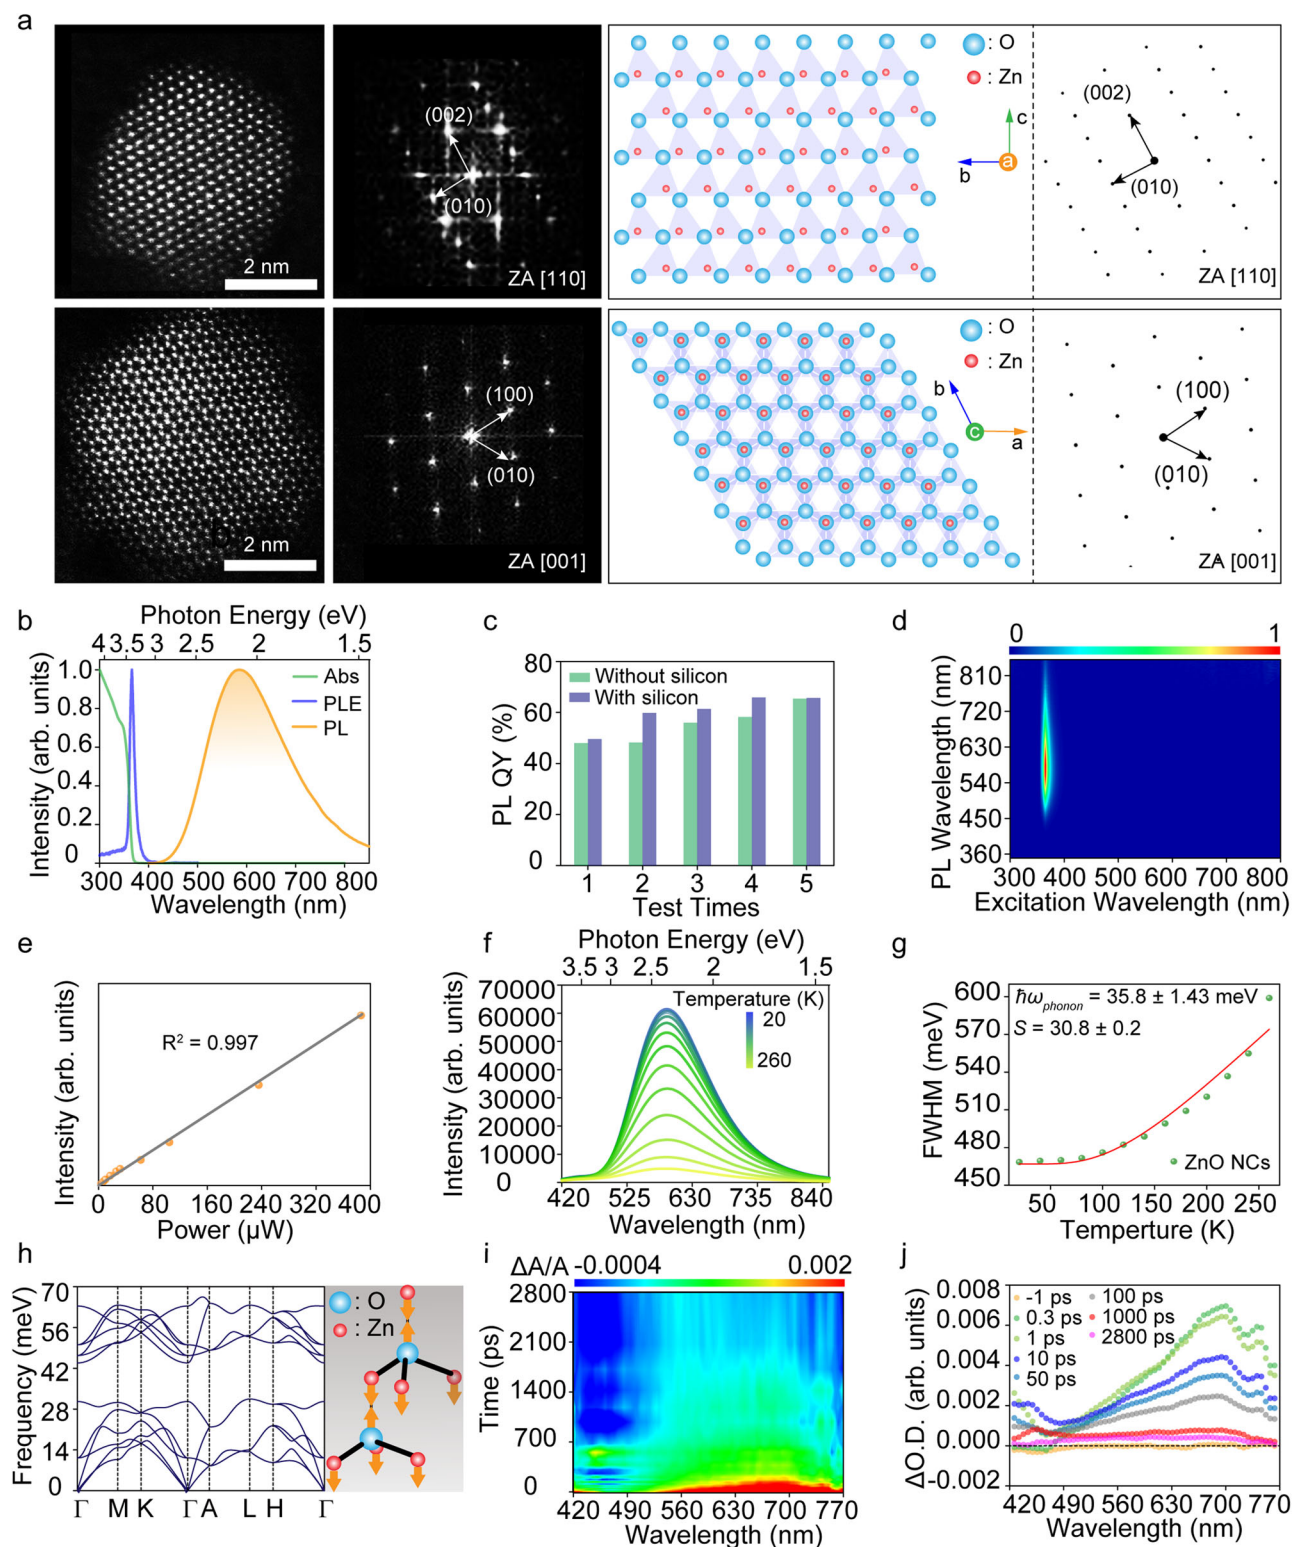 a
(002)
(010)
2 nm
ZA [110]
: O
: Zn
c
a
b
(002)
(010)
ZA [110]
b
2 nm
(100)
(010)
ZA [001]
: O
: Zn
b
c
a
(100)
(010)
ZA [001]
b
Photon Energy (eV)
4 3.5 3 2.5 2 1.5
Intensity (arb. units)
1.0
0.8
0.6
0.4
0.2
0
Abs
PLE
PL
300 400 500 600 700 800
Wavelength (nm)
c
PL QY (%)
80
60
40
20
0
Without silicon
With silicon
1 2 3 4 5
Test Times
d
0 1
PL Wavelength (nm)
810
720
630
540
450
360
300 400 500 600 700 800
Excitation Wavelength (nm)
e
Intensity (arb. units)
R² = 0.997
0 80 160 240 320 400
Power (µW)
f
Photon Energy (eV)
3.5 3 2.5 2 1.5
Intensity (arb. units)
70000
60000
50000
40000
30000
20000
10000
0
Temperature (K)
20
260
420 525 630 735 840
Wavelength (nm)
g
FWHM (meV)
600
570
540
510
480
450
ħω_phonon = 35.8 ± 1.43 meV
S = 30.8 ± 0.2
ZnO NCs
50 100 150 200 250
Temperture (K)
h
Frequency (meV)
70
56
42
28
14
0
Γ M K Γ A L H Γ
: O
: Zn
i
ΔA/A -0.0004 0.002
Time (ps)
2800
2100
1400
700
0
420 490 560 630 700 770
Wavelength (nm)
j
ΔO.D. (arb. units)
0.008
0.006
0.004
0.002
0.000
-0.002
-1 ps
0.3 ps
1 ps
10 ps
50 ps
100 ps
1000 ps
2800 ps
420 490 560 630 700 770
Wavelength (nm)